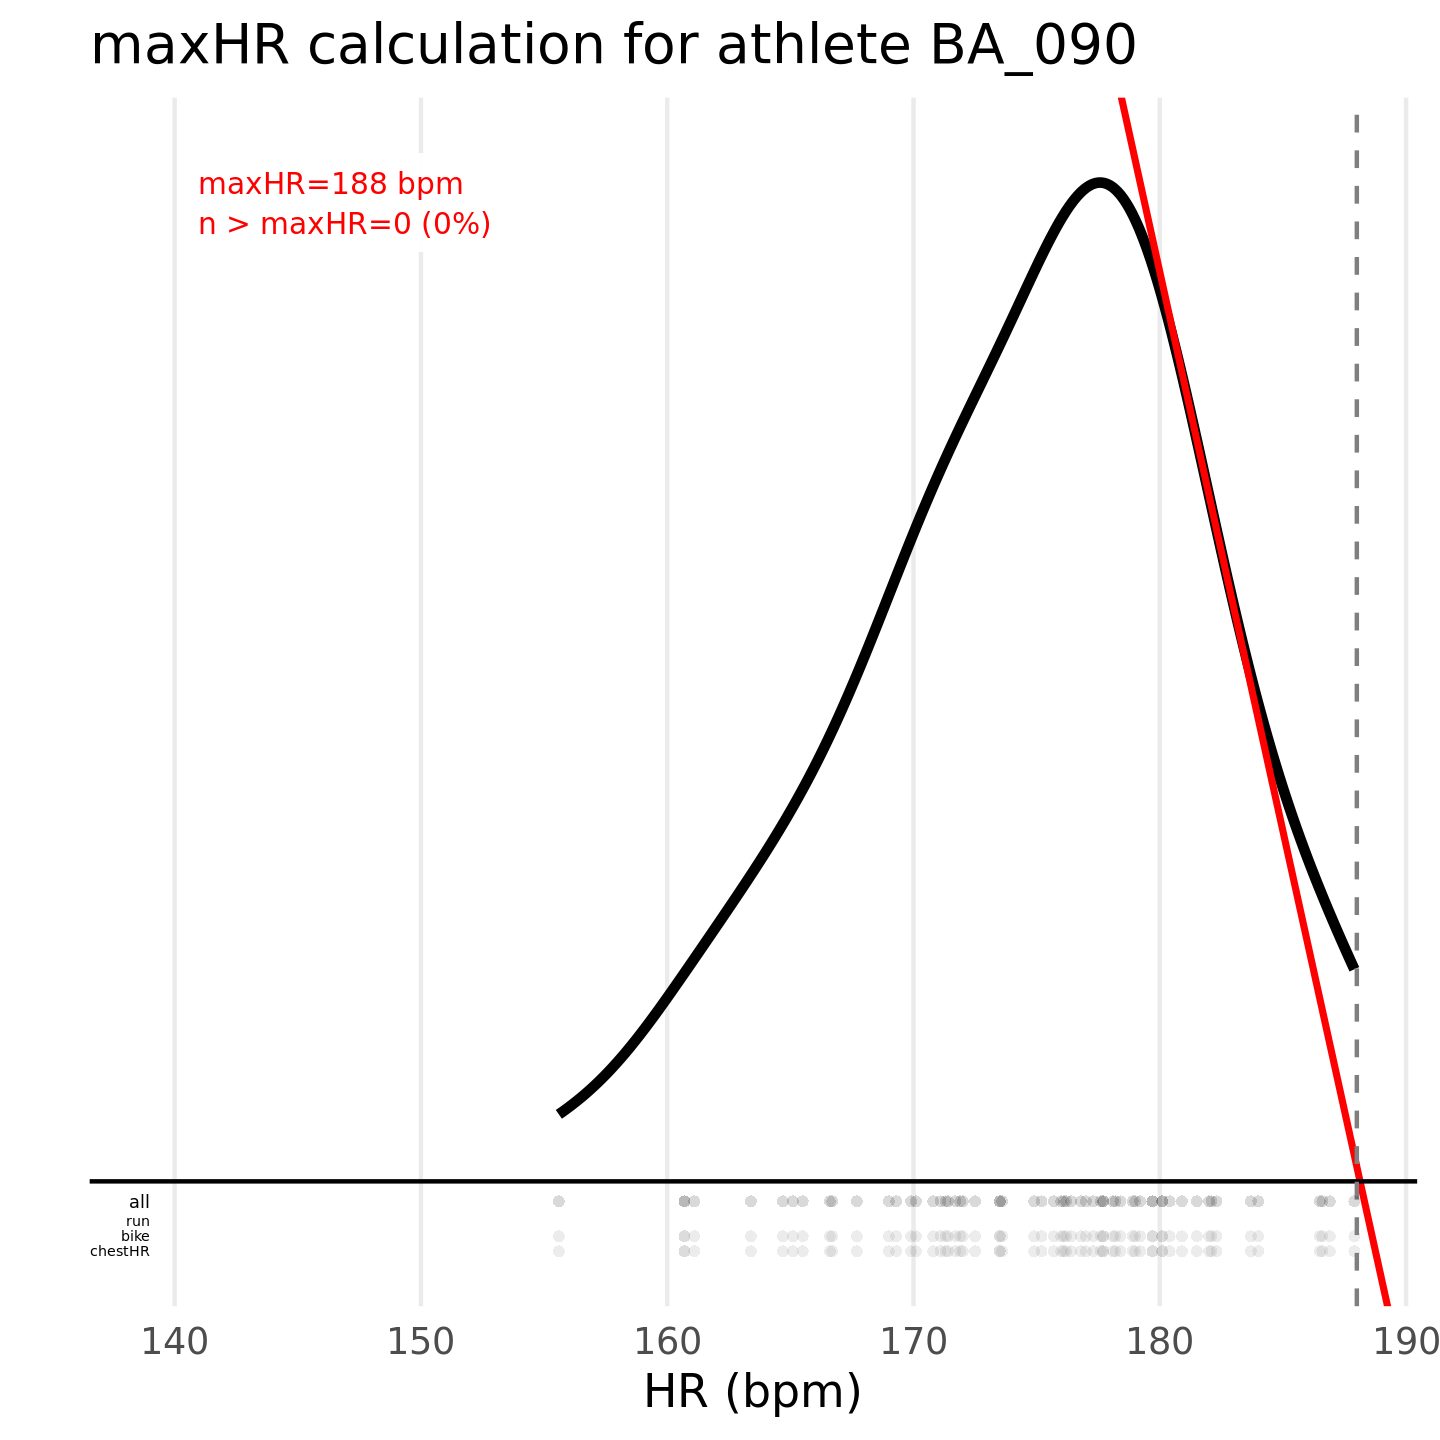 maxHR calculation for athlete BA_090
maxHR=188 bpm
n > maxHR=0 (0%)
all
run
bike
chestHR
140 150 160 170 180 190
HR (bpm)